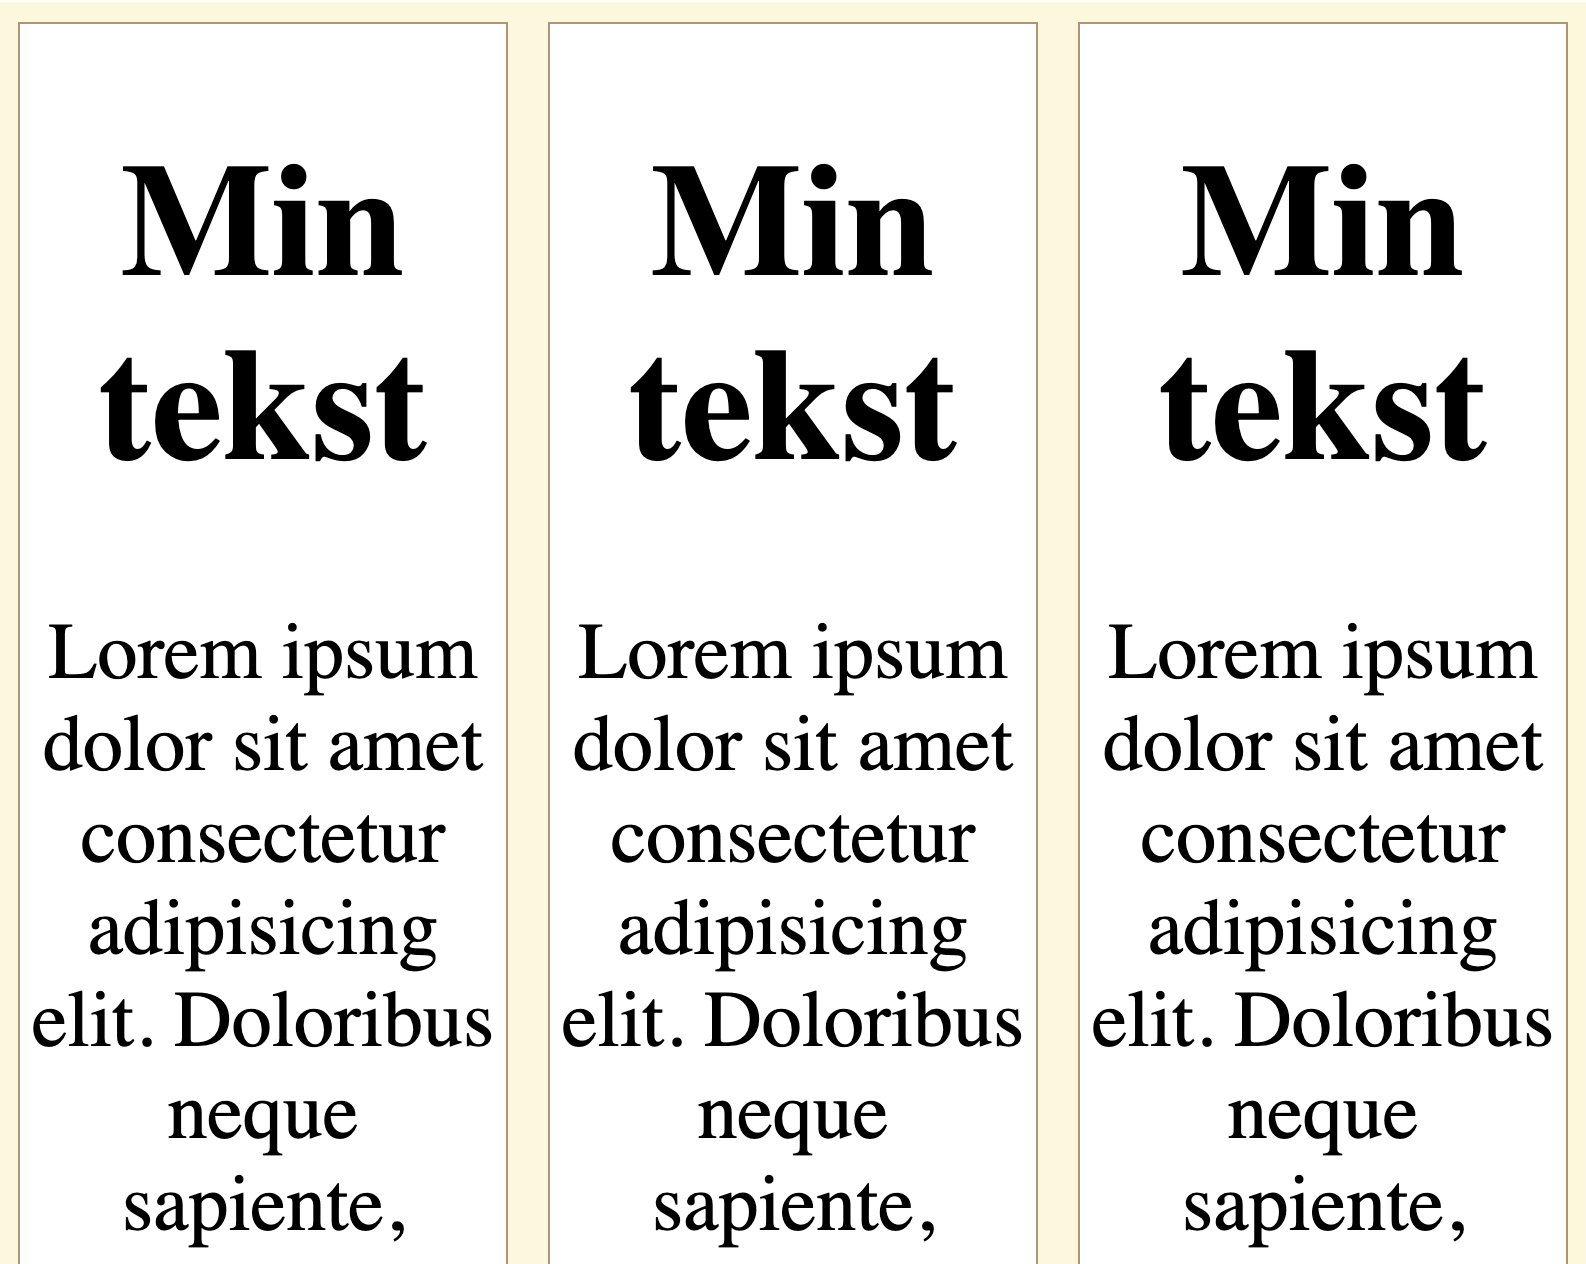 Min
tekst
Lorem ipsum
dolor sit amet
consectetur
adipisicing
elit. Doloribus
neque
sapiente,
Min
tekst
Lorem ipsum
dolor sit amet
consectetur
adipisicing
elit. Doloribus
neque
sapiente,
Min
tekst
Lorem ipsum
dolor sit amet
consectetur
adipisicing
elit. Doloribus
neque
sapiente,